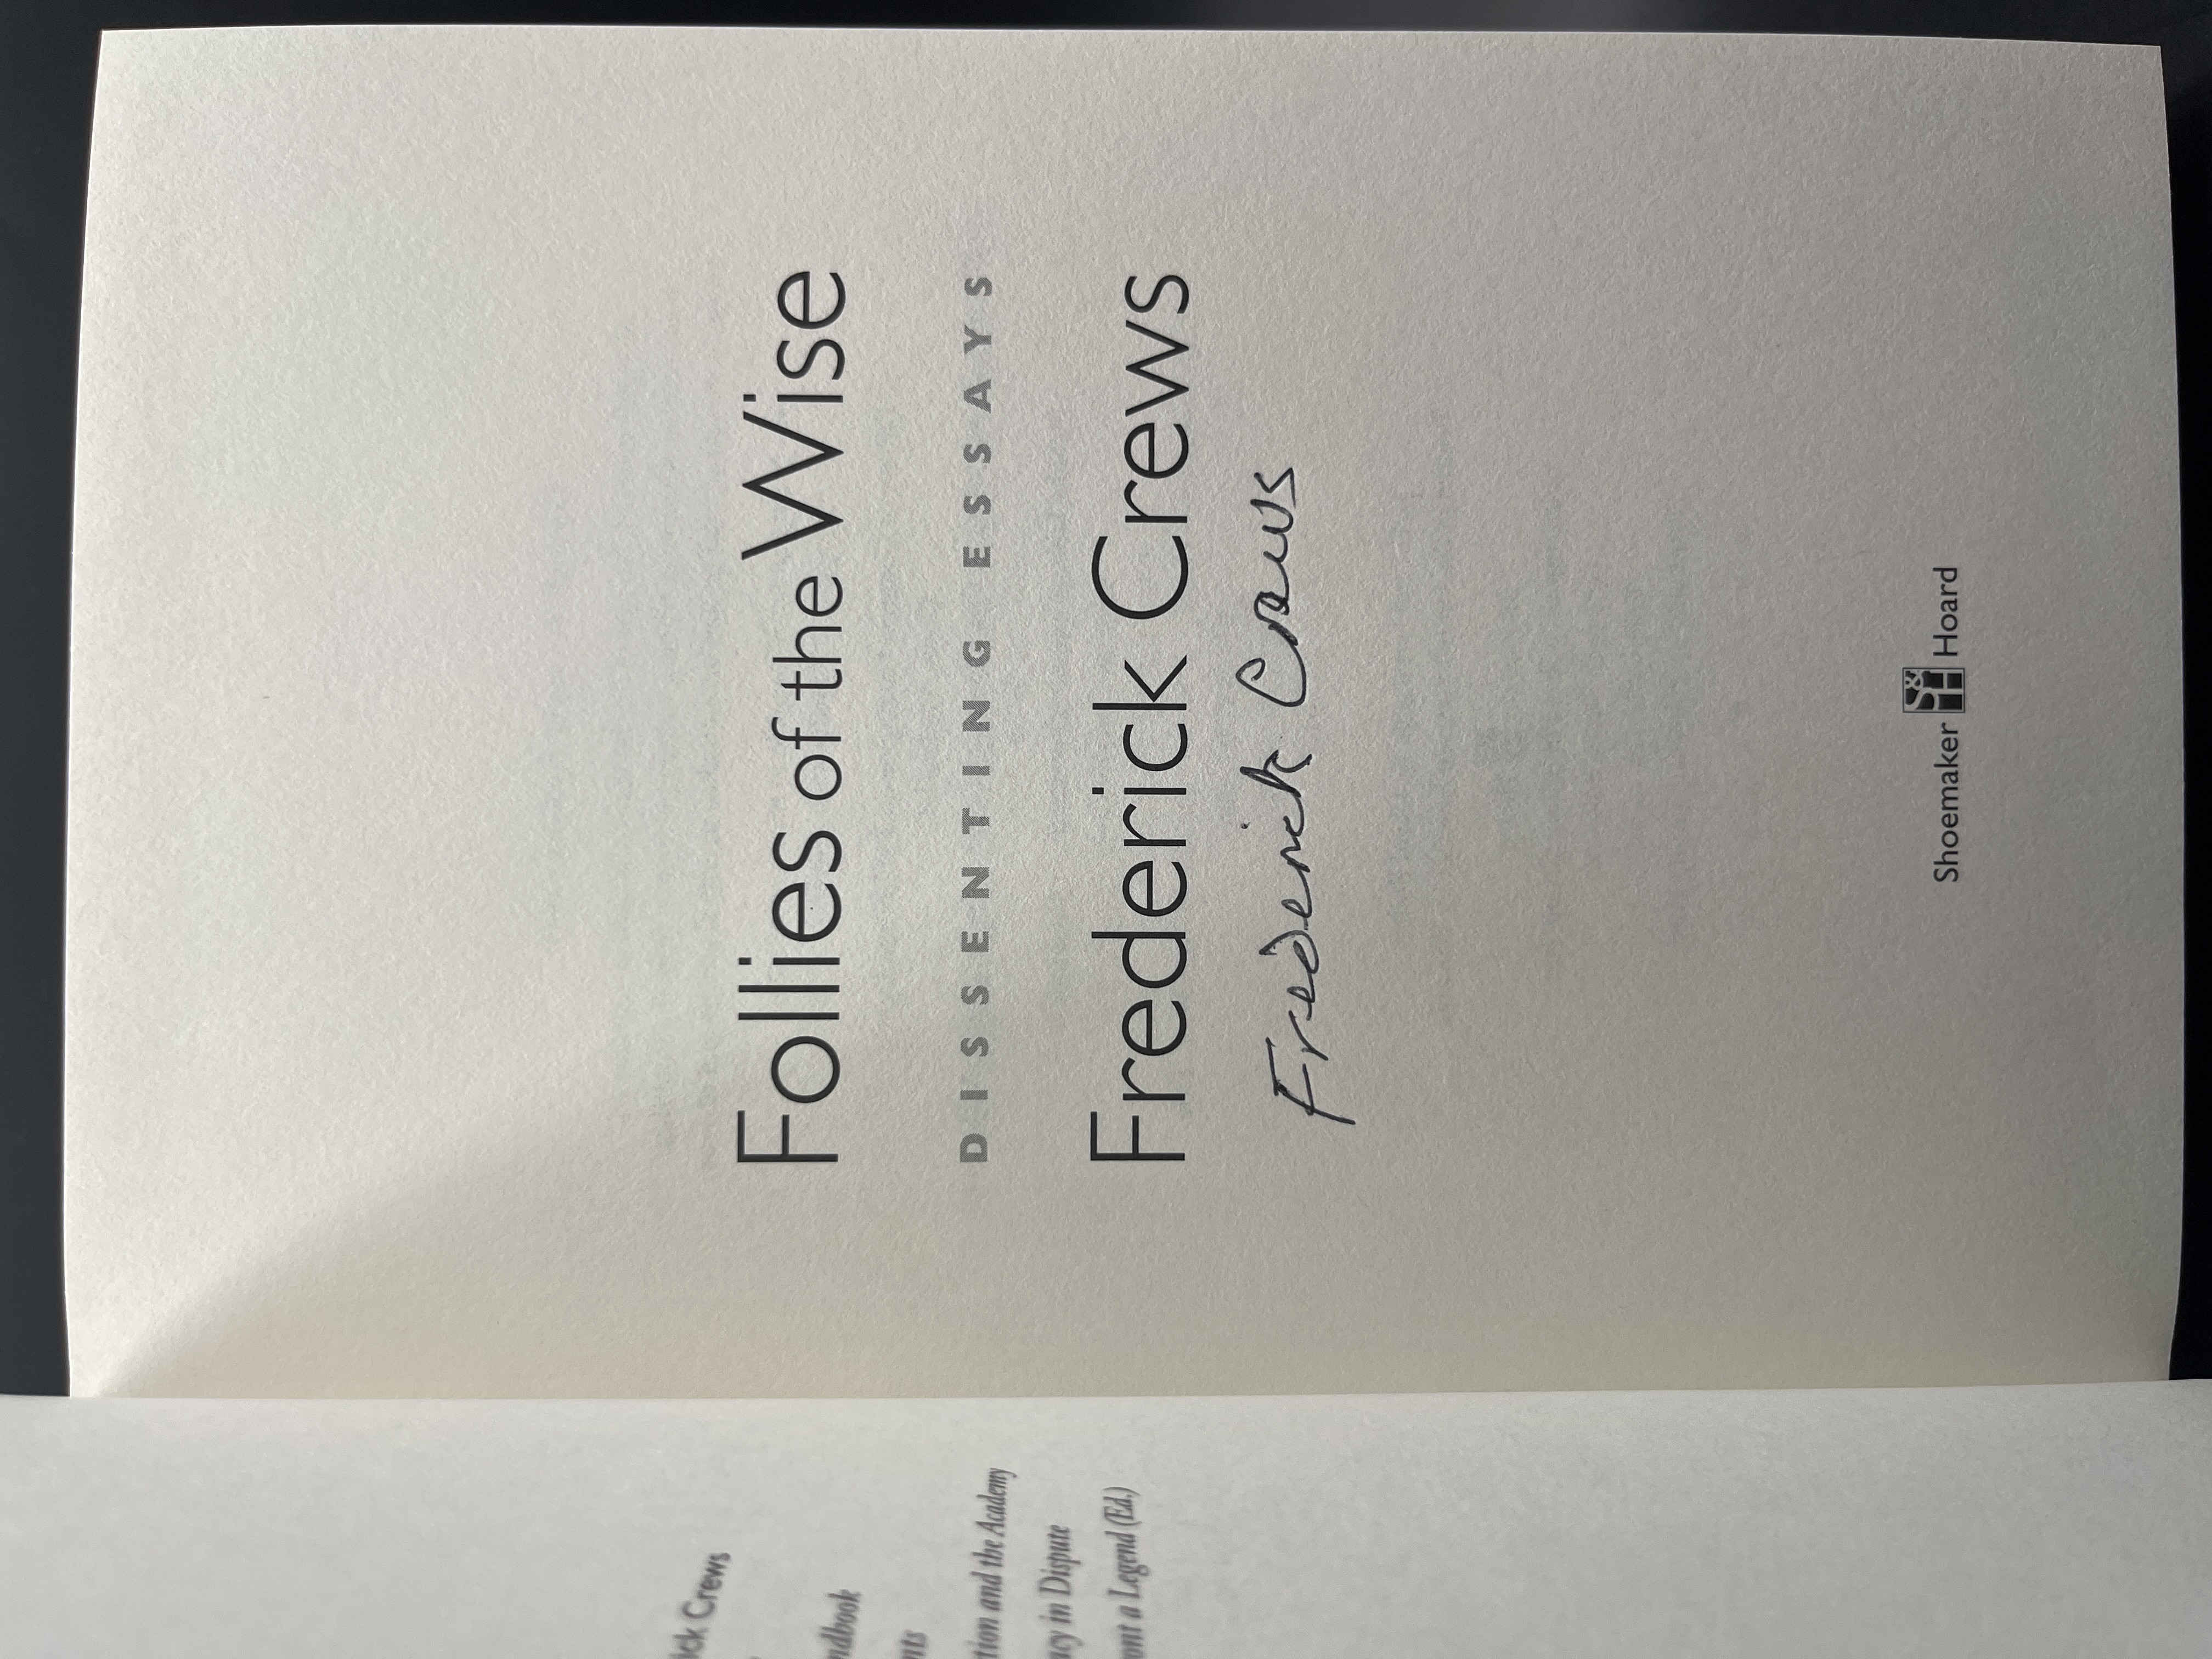 ick Crews
ndbook
nts
tion and the Academy
acy in Dispute
ont a Legend (Ed.)
Follies of the Wise
DISSENTING ESSAYS
Frederick Crews
Frederick Crews
Shoemaker S&H Hoard